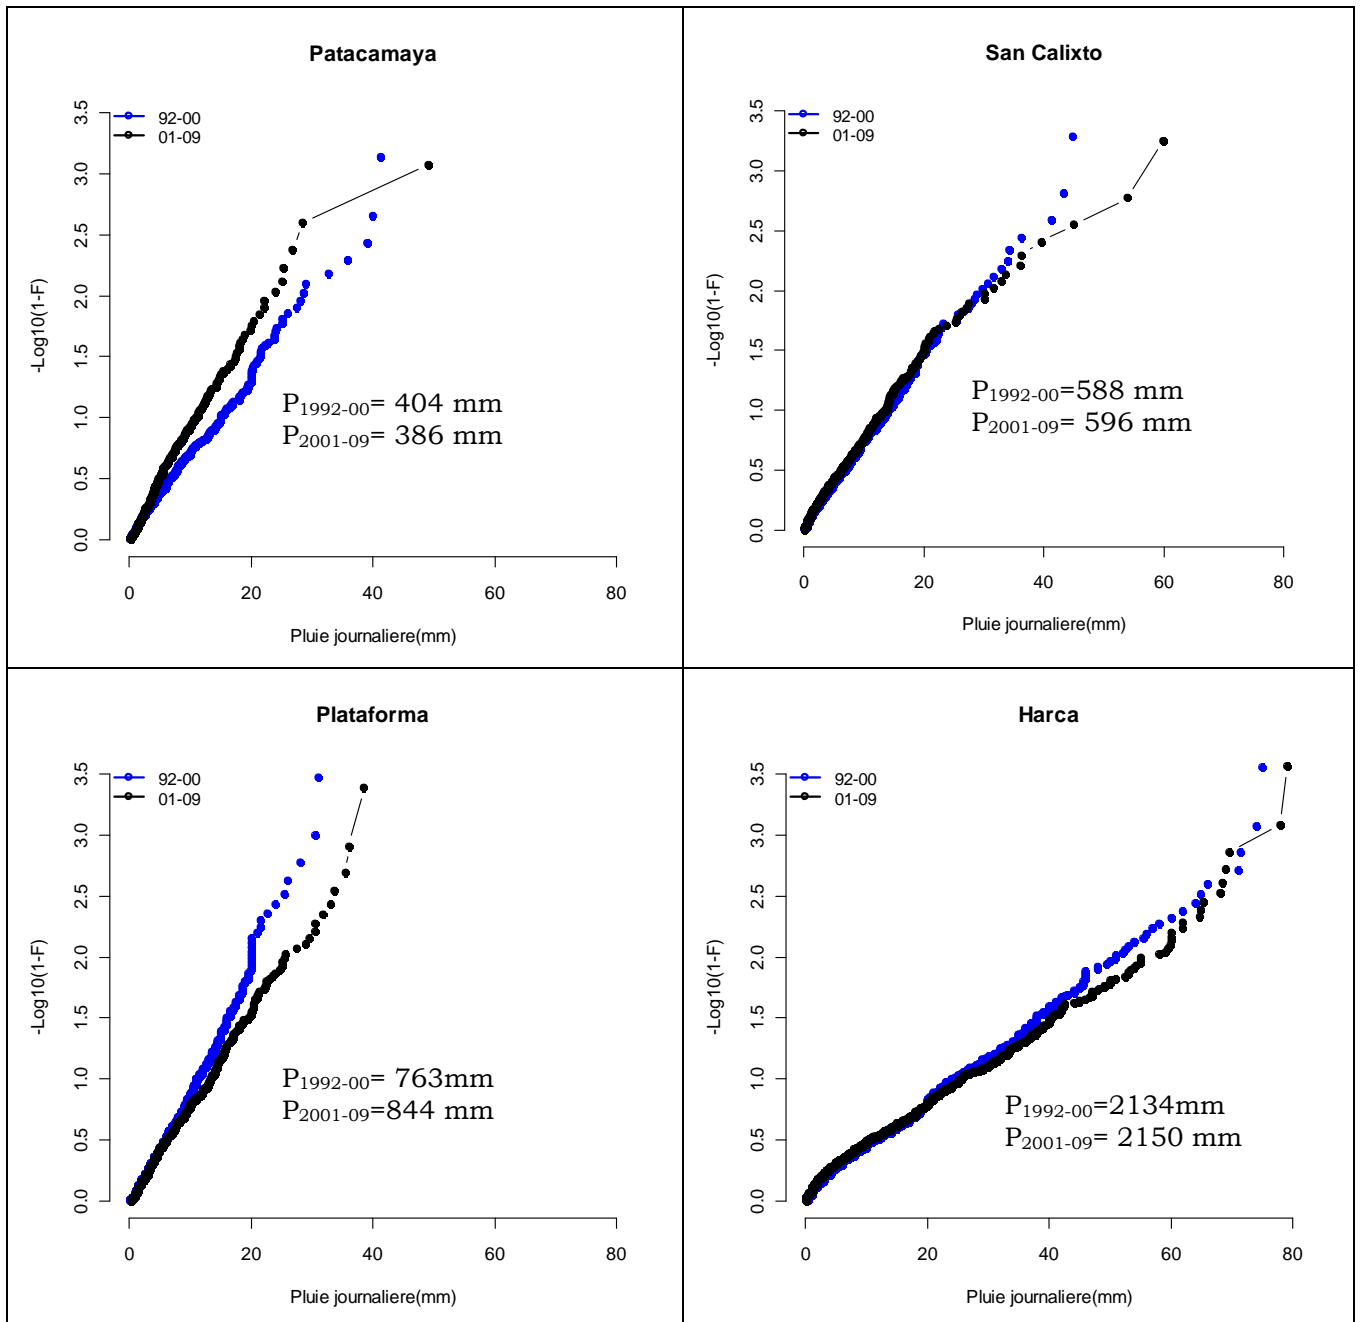 Patacamaya
92-00
01-09
3.5
3.0
2.5
2.0
1.5
1.0
0.5
0.0
-Log10(1-F)
P1992-00= 404 mm
P2001-09= 386 mm
0 20 40 60 80
Pluie journaliere(mm)
San Calixto
92-00
01-09
3.5
3.0
2.5
2.0
1.5
1.0
0.5
0.0
-Log10(1-F)
P1992-00=588 mm
P2001-09= 596 mm
0 20 40 60 80
Pluie journaliere(mm)
Plataforma
92-00
01-09
3.5
3.0
2.5
2.0
1.5
1.0
0.5
0.0
-Log10(1-F)
P1992-00= 763mm
P2001-09=844 mm
0 20 40 60 80
Pluie journaliere(mm)
Harca
92-00
01-09
3.5
3.0
2.5
2.0
1.5
1.0
0.5
0.0
-Log10(1-F)
P1992-00=2134mm
P2001-09= 2150 mm
0 20 40 60 80
Pluie journaliere(mm)